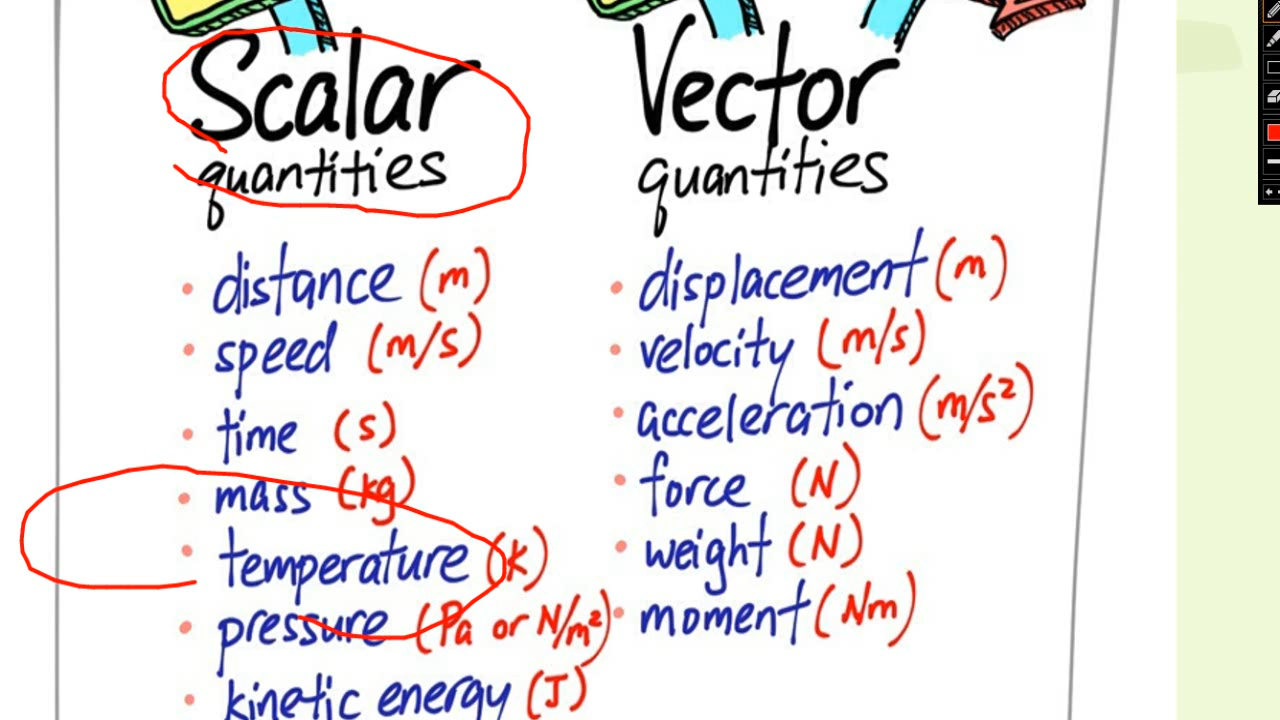 Scalar
quantities
• distance (m)
• speed (m/s)
• time (s)
• mass (kg)
• temperature (K)
• pressure (Pa or N/m²)
• kinetic energy (J)
Vector
quantities
• displacement (m)
• velocity (m/s)
• acceleration (m/s²)
• force (N)
• weight (N)
• moment (Nm)